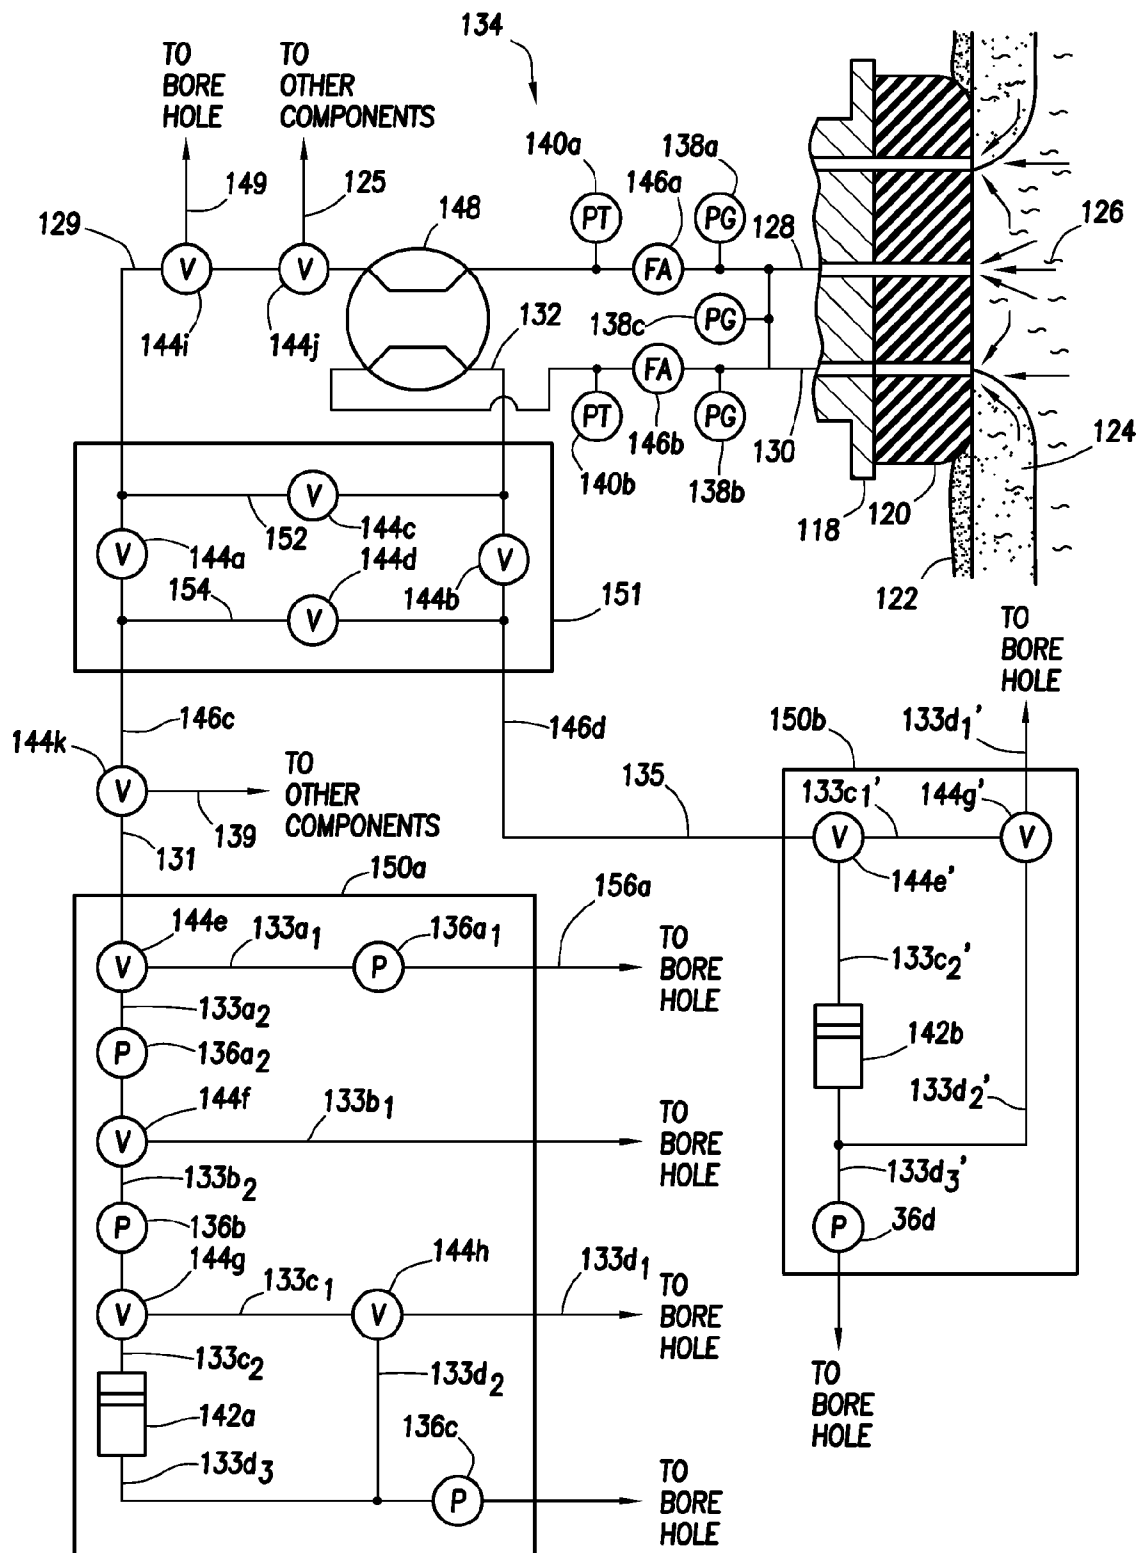 134
TO
BORE
HOLE
TO
OTHER
COMPONENTS
149
125
148
140a
138a
146a
128
126
129
PT
PG
V
V
FA
144i
144j
132
138c
PG
FA
PT
PG
146b
130
140b
138b
124
118
120
122
V
144c
152
V
144a
144d
V
154
144b
V
151
146c
146d
TO
BORE
HOLE
144k
V
TO
OTHER
COMPONENTS
139
131
135
150b
133d1'
133c1'
144g'
V
V
144e'
150a
156a
144e
133a1
136a1
V
P
TO
BORE
HOLE
133c2'
133a2
P
136a2
142b
144f
133b1
133d2'
V
TO
BORE
HOLE
133b2
133d3'
P
136b
P
36d
144g
133c1
144h
133d1
V
V
TO
BORE
HOLE
133c2
133d2
142a
136c
TO
BORE
HOLE
133d3
P
TO
BORE
HOLE